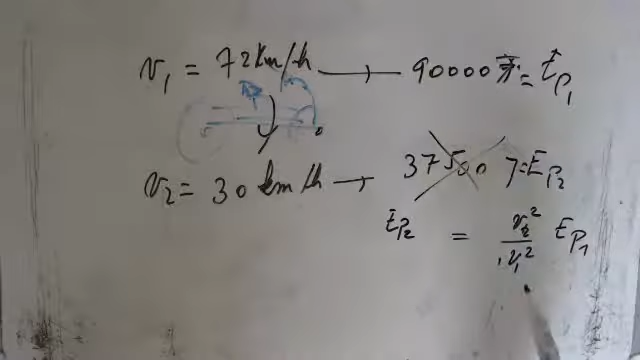 v₁ = 72 km/h → 90000 J = Ep₁
v₂ = 30 km/h → 37500 J = Ep₂
Ep₂ = v₂² / v₁² Ep₁